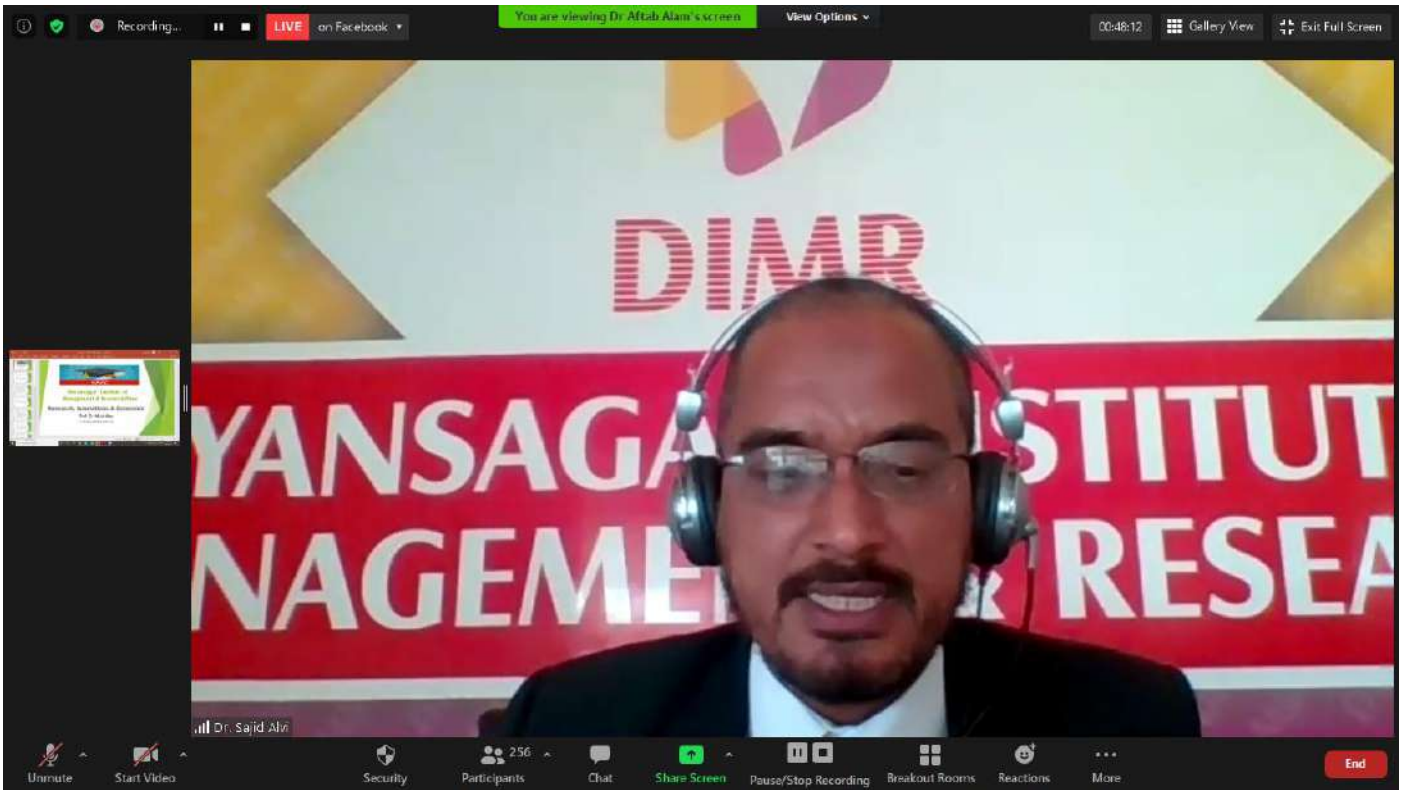 Recording...
LIVE on Facebook
You are viewing Dr Aftab Alam's screen
View Options
00:48:12
Gallery View
Exit Full Screen
DIMR
YANSAGA NSTITUT
NAGEME & RESEA
Dr. Sajid Alvi
Unmute
Start Video
Security
256
Participants
Chat
Share Screen
Pause/Stop Recording
Breakout Rooms
Reactions
More
End